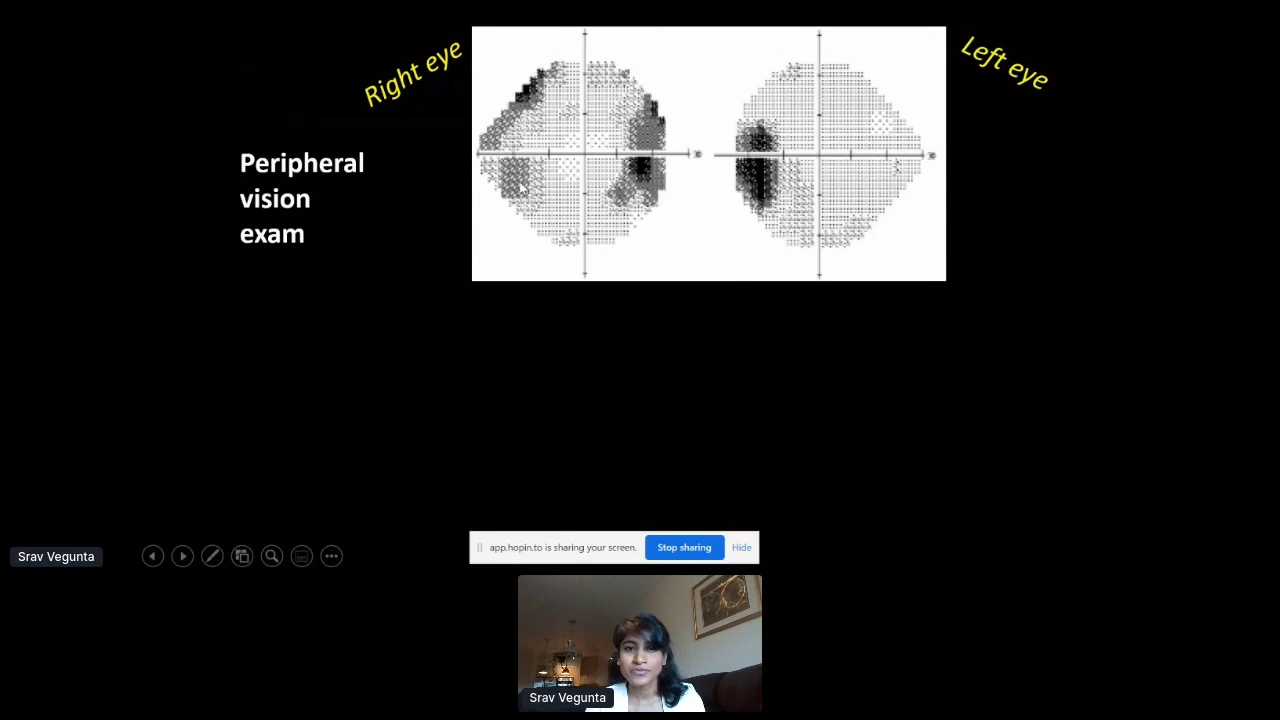 Right eye
Left eye
Peripheral
vision
exam
Srav Vegunta
app.hopin.to is sharing your screen.
Stop sharing
Hide
Srav Vegunta